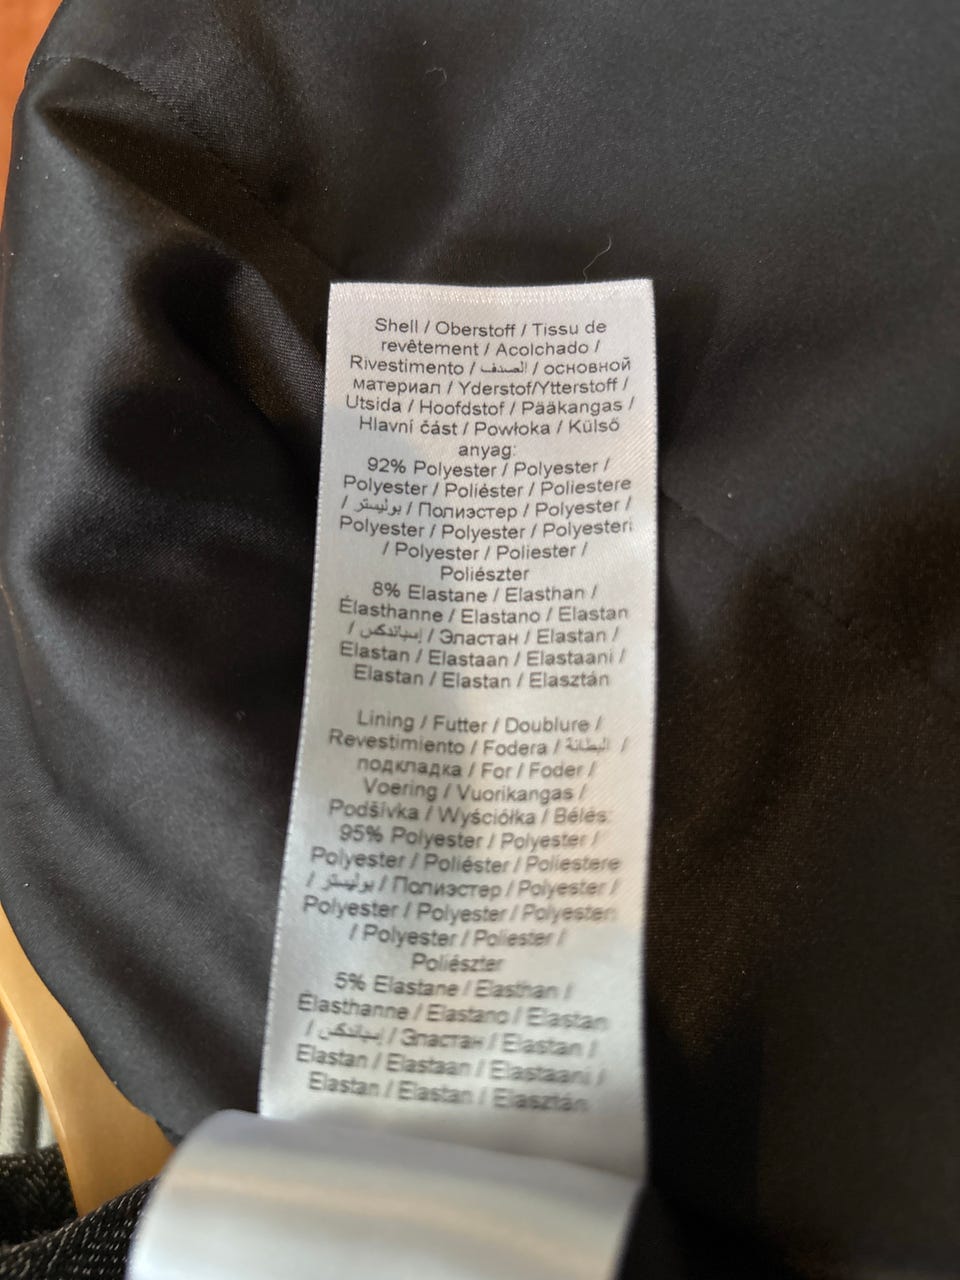 Shell / Oberstoff / Tissu de
revêtement / Acolchado /
Rivestimento / الصدف / основной
материал / Yderstof/Ytterstoff /
Utsida / Hoofdstof / Pääkangas /
Hlavní část / Powłoka / Külső
anyag:
92% Polyester / Polyester /
Polyester / Poliéster / Poliestere
/ بوليستر / Полиэстер / Polyester /
Polyester / Polyester / Polyesteri
/ Polyester / Poliester /
Poliészter
8% Elastane / Elasthan /
Élasthanne / Elastano / Elastan
/ إسباندكس / Эластан / Elastan /
Elastan / Elastaan / Elastaani /
Elastan / Elastan / Elasztán
Lining / Futter / Doublure /
Revestimiento / Fodera / البطانة /
подкладка / For / Foder /
Voering / Vuorikangas /
Podšívka / Wyściółka / Bélés:
95% Polyester / Polyester /
Polyester / Poliéster / Poliestere
/ بوليستر / Полиэстер / Polyester /
Polyester / Polyester / Polyesteri
/ Polyester / Poliester /
Poliészter
5% Elastane / Elasthan /
Élasthanne / Elastano / Elastan
/ إسباندكس / Эластан / Elastan /
Elastan / Elastaan / Elastaani /
Elastan / Elastan / Elasztán